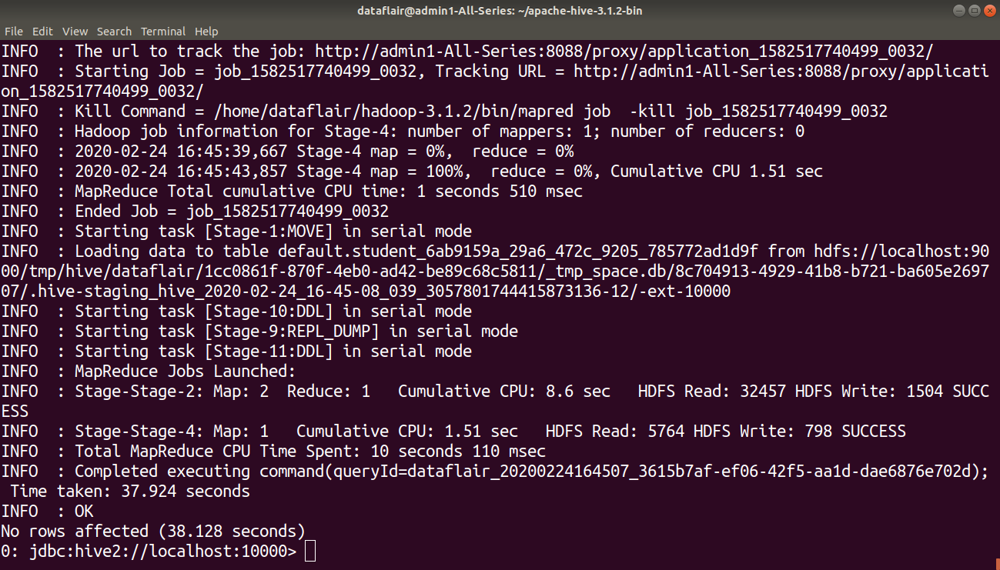 dataflair@admin1-All-Series: ~/apache-hive-3.1.2-bin
File Edit View Search Terminal Help
INFO  : The url to track the job: http://admin1-All-Series:8088/proxy/application_1582517740499_0032/
INFO  : Starting Job = job_1582517740499_0032, Tracking URL = http://admin1-All-Series:8088/proxy/applicati
on_1582517740499_0032/
INFO  : Kill Command = /home/dataflair/hadoop-3.1.2/bin/mapred job  -kill job_1582517740499_0032
INFO  : Hadoop job information for Stage-4: number of mappers: 1; number of reducers: 0
INFO  : 2020-02-24 16:45:39,667 Stage-4 map = 0%,  reduce = 0%
INFO  : 2020-02-24 16:45:43,857 Stage-4 map = 100%,  reduce = 0%, Cumulative CPU 1.51 sec
INFO  : MapReduce Total cumulative CPU time: 1 seconds 510 msec
INFO  : Ended Job = job_1582517740499_0032
INFO  : Starting task [Stage-1:MOVE] in serial mode
INFO  : Loading data to table default.student_6ab9159a_29a6_472c_9205_785772ad1d9f from hdfs://localhost:90
00/tmp/hive/dataflair/1cc0861f-870f-4eb0-ad42-be89c68c5811/_tmp_space.db/8c704913-4929-41b8-b721-ba605e2697
07/.hive-staging_hive_2020-02-24_16-45-08_039_3057801744415873136-12/-ext-10000
INFO  : Starting task [Stage-10:DDL] in serial mode
INFO  : Starting task [Stage-9:REPL_DUMP] in serial mode
INFO  : Starting task [Stage-11:DDL] in serial mode
INFO  : MapReduce Jobs Launched:
INFO  : Stage-Stage-2: Map: 2  Reduce: 1   Cumulative CPU: 8.6 sec   HDFS Read: 32457 HDFS Write: 1504 SUCC
ESS
INFO  : Stage-Stage-4: Map: 1   Cumulative CPU: 1.51 sec   HDFS Read: 5764 HDFS Write: 798 SUCCESS
INFO  : Total MapReduce CPU Time Spent: 10 seconds 110 msec
INFO  : Completed executing command(queryId=dataflair_20200224164507_3615b7af-ef06-42f5-aa1d-dae6876e702d);
 Time taken: 37.924 seconds
INFO  : OK
No rows affected (38.128 seconds)
0: jdbc:hive2://localhost:10000>